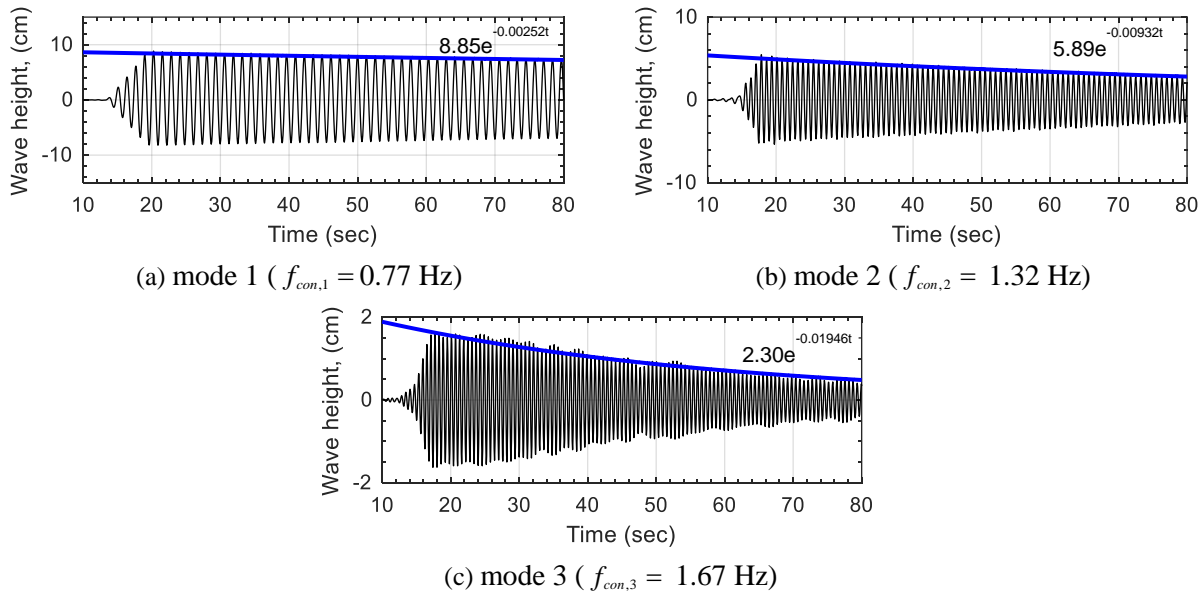 Wave height, (cm)
10
0
-10
8.85e^-0.00252t
10 20 30 40 50 60 70 80
Time (sec)
(a) mode 1 ( f_con,1 = 0.77 Hz)
Wave height, (cm)
10
0
-10
5.89e^-0.00932t
10 20 30 40 50 60 70 80
Time (sec)
(b) mode 2 ( f_con,2 = 1.32 Hz)
Wave height, (cm)
2
0
-2
2.30e^-0.01946t
10 20 30 40 50 60 70 80
Time (sec)
(c) mode 3 ( f_con,3 = 1.67 Hz)